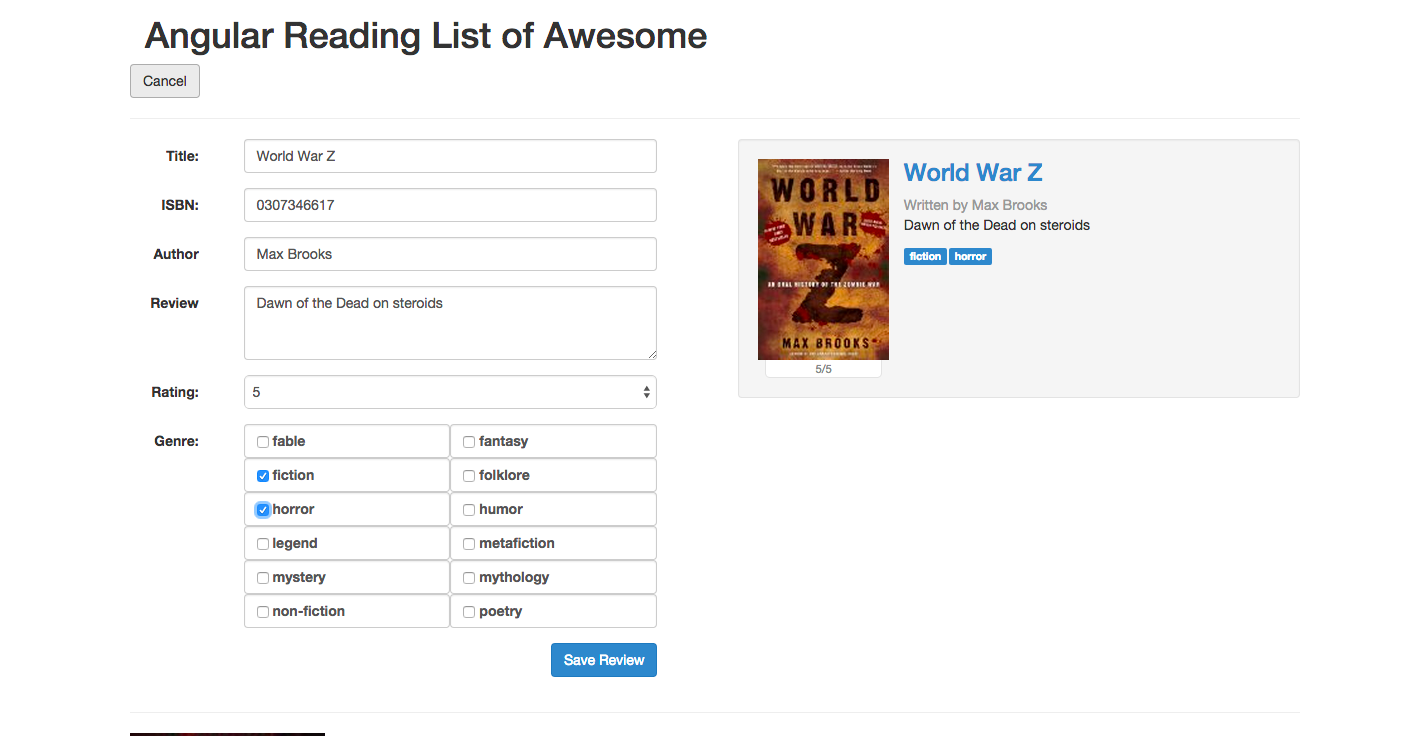 Angular Reading List of Awesome
Cancel
Title:
World War Z
ISBN:
0307346617
Author
Max Brooks
Review
Dawn of the Dead on steroids
Rating:
5
Genre:
fable
fantasy
fiction
folklore
horror
humor
legend
metafiction
mystery
mythology
non-fiction
poetry
Save Review
WORLD
WAR
Z
AN ORAL HISTORY OF THE ZOMBIE WAR
MAX BROOKS
5/5
World War Z
Written by Max Brooks
Dawn of the Dead on steroids
fiction
horror